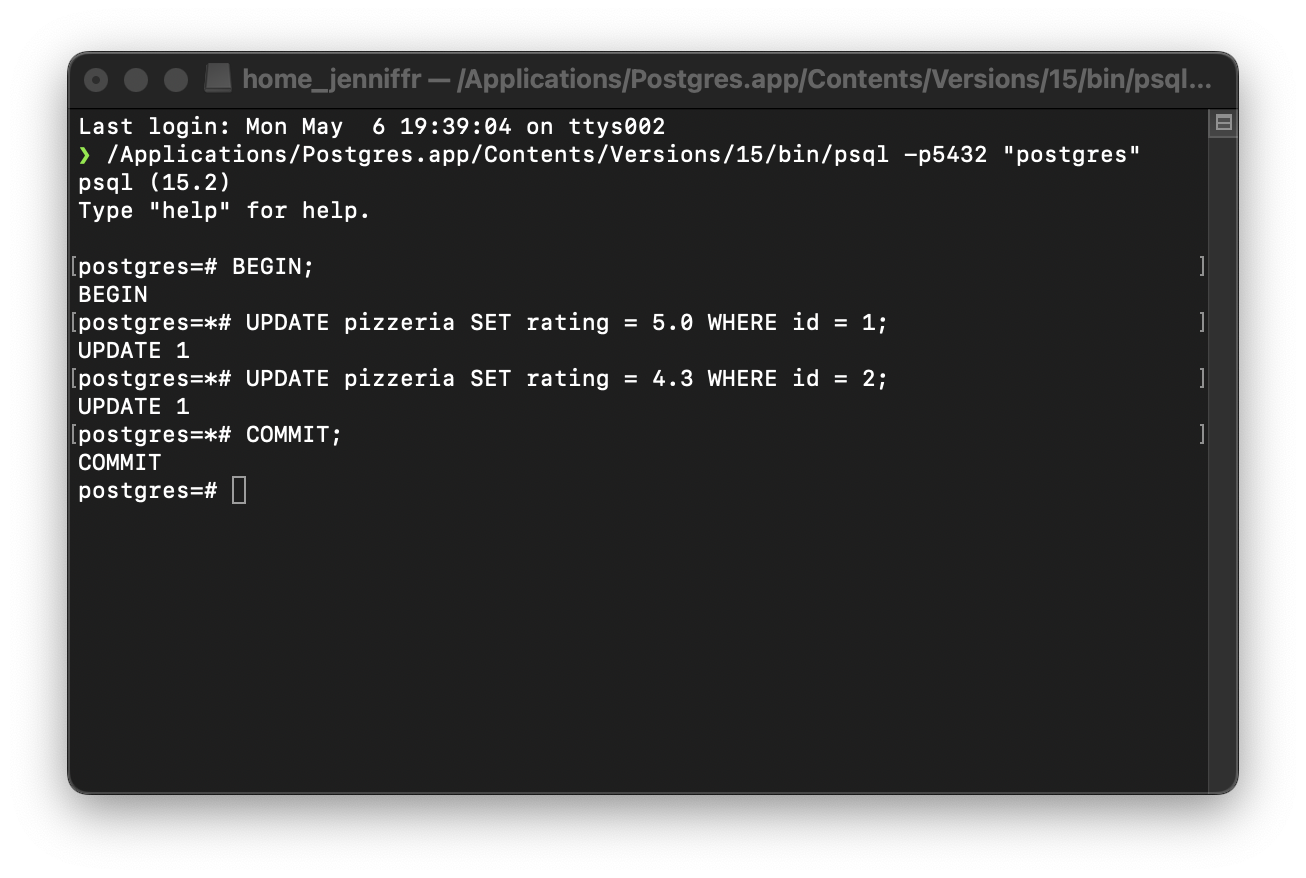 home_jenniffr — /Applications/Postgres.app/Contents/Versions/15/bin/psql...
Last login: Mon May  6 19:39:04 on ttys002
❯ /Applications/Postgres.app/Contents/Versions/15/bin/psql -p5432 "postgres"
psql (15.2)
Type "help" for help.
[postgres=# BEGIN; ]
BEGIN
[postgres=*# UPDATE pizzeria SET rating = 5.0 WHERE id = 1; ]
UPDATE 1
[postgres=*# UPDATE pizzeria SET rating = 4.3 WHERE id = 2; ]
UPDATE 1
[postgres=*# COMMIT; ]
COMMIT
postgres=#